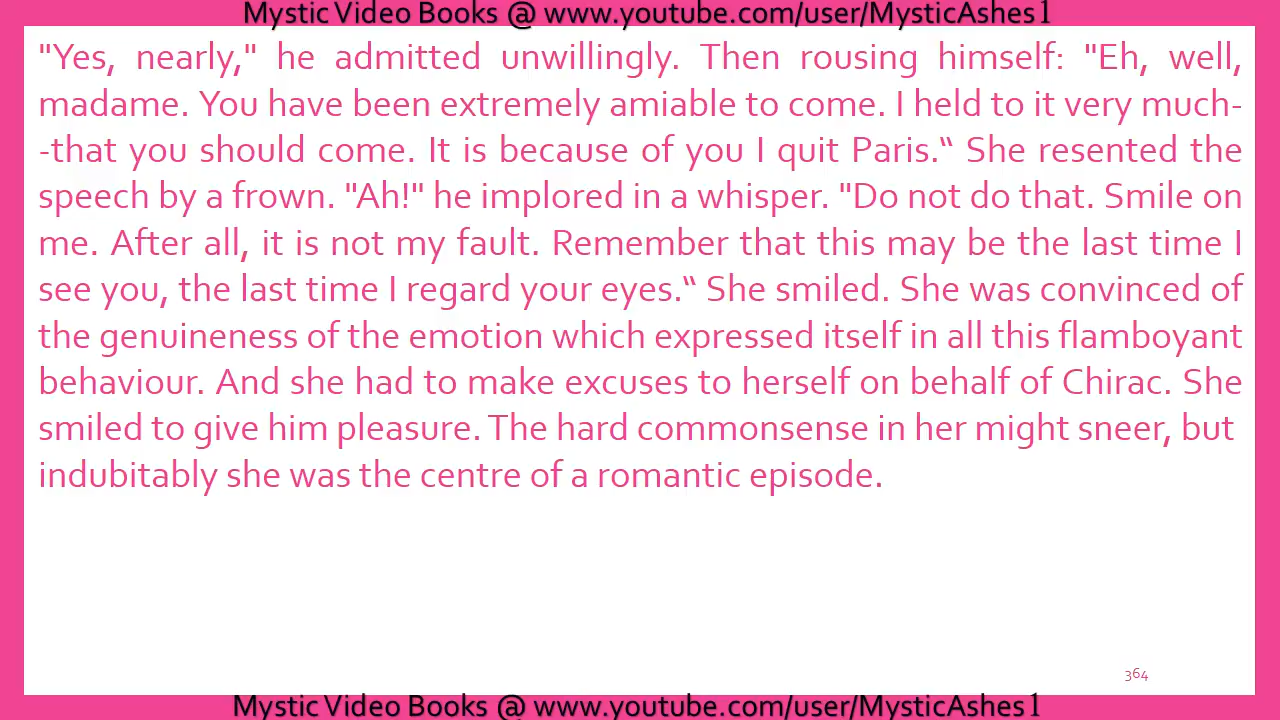 Mystic Video Books @ www.youtube.com/user/MysticAshes1
"Yes, nearly," he admitted unwillingly. Then rousing himself: "Eh, well,
madame. You have been extremely amiable to come. I held to it very much-
-that you should come. It is because of you I quit Paris.“ She resented the
speech by a frown. "Ah!" he implored in a whisper. "Do not do that. Smile on
me. After all, it is not my fault. Remember that this may be the last time I
see you, the last time I regard your eyes.“ She smiled. She was convinced of
the genuineness of the emotion which expressed itself in all this flamboyant
behaviour. And she had to make excuses to herself on behalf of Chirac. She
smiled to give him pleasure. The hard commonsense in her might sneer, but
indubitably she was the centre of a romantic episode.
364
Mystic Video Books @ www.youtube.com/user/MysticAshes1